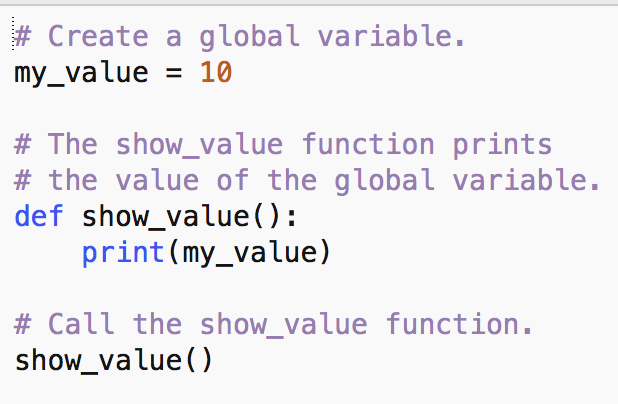 # Create a global variable.
my_value = 10
# The show_value function prints
# the value of the global variable.
def show_value():
    print(my_value)
# Call the show_value function.
show_value()